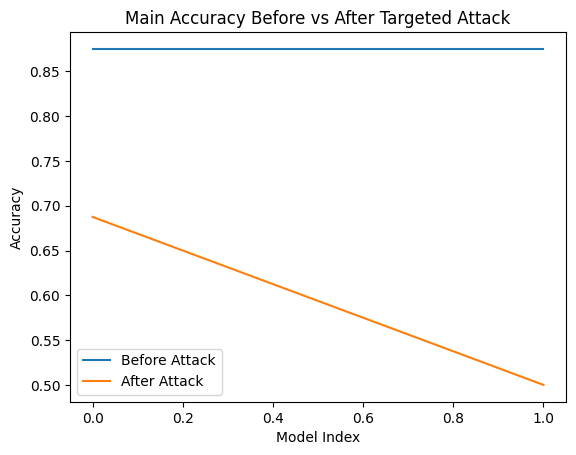 Main Accuracy Before vs After Targeted Attack
Accuracy
0.85
0.80
0.75
0.70
0.65
0.60
0.55
0.50
Before Attack
After Attack
0.0 0.2 0.4 0.6 0.8 1.0
Model Index